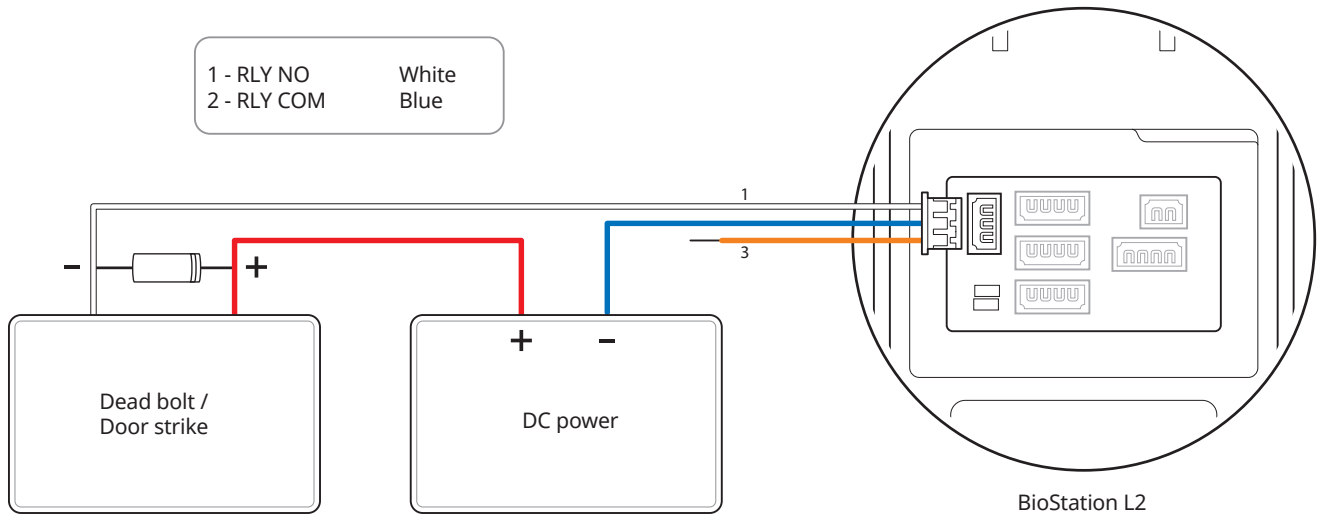 1 - RLY NO White
2 - RLY COM Blue
1
3
- +
+ -
Dead bolt /
Door strike
DC power
BioStation L2